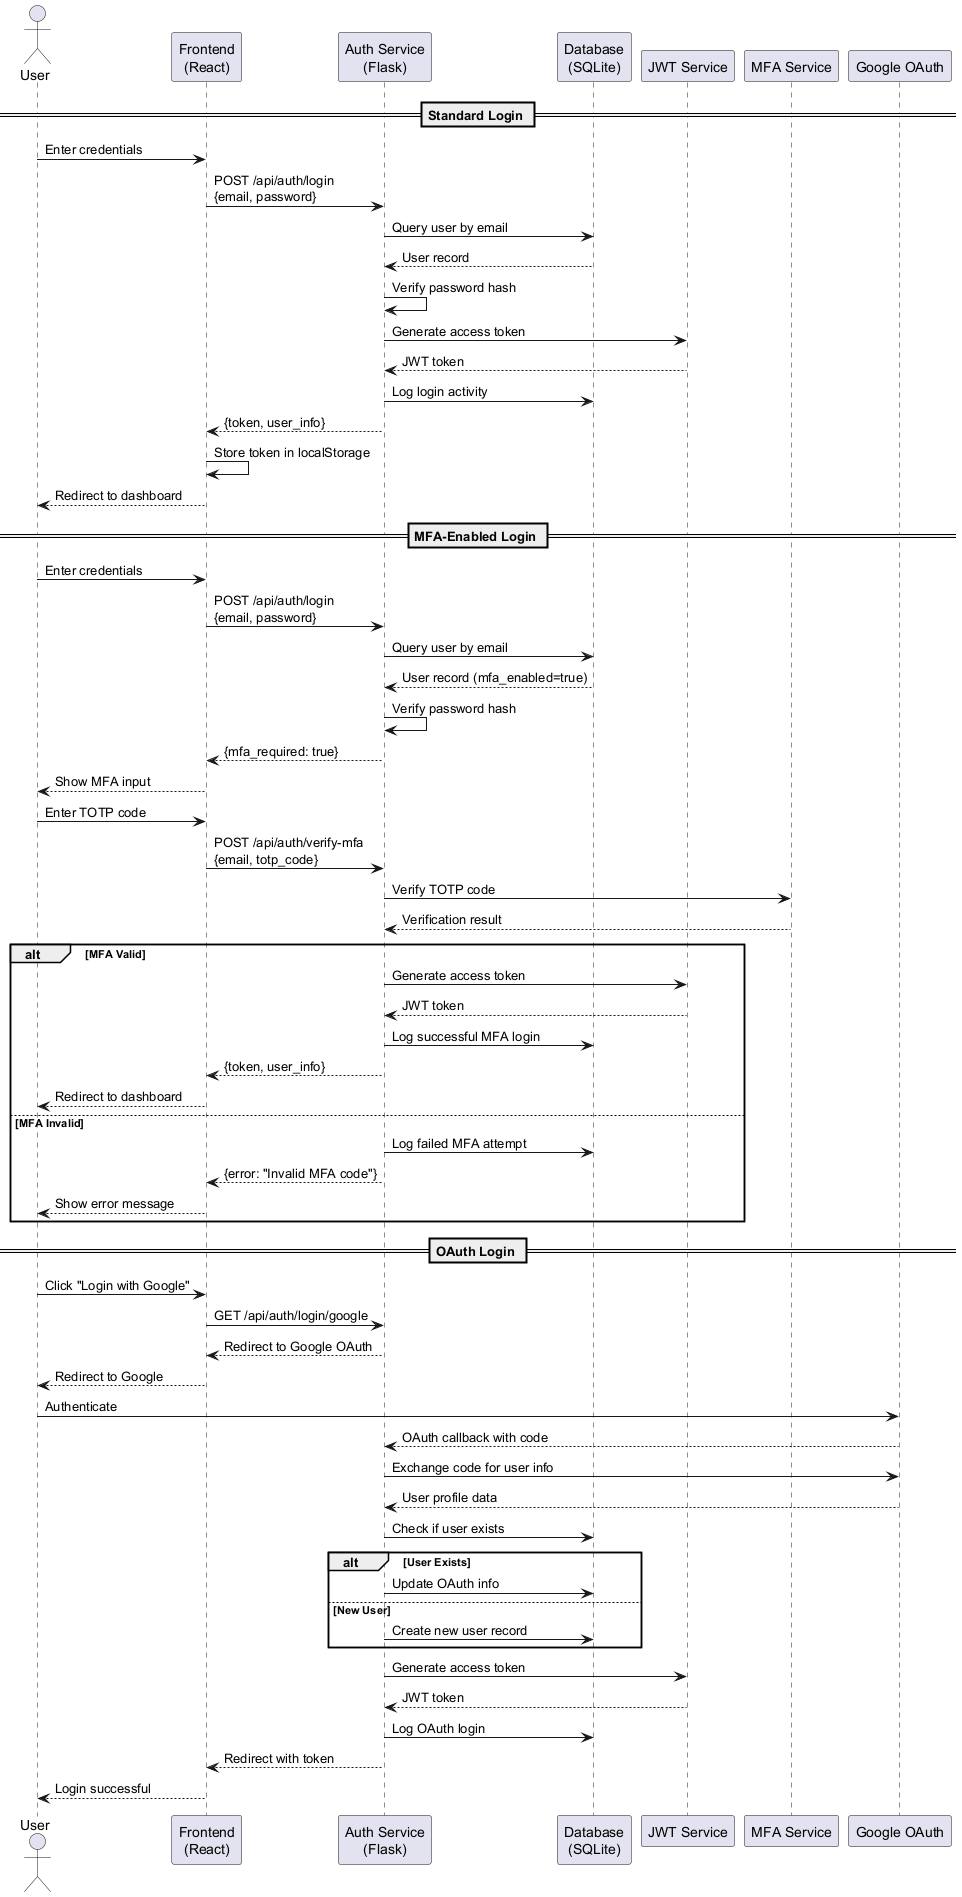 User
Frontend
(React)
Auth Service
(Flask)
Database
(SQLite)
JWT Service
MFA Service
Google OAuth
Standard Login
Enter credentials
POST /api/auth/login
{email, password}
Query user by email
User record
Verify password hash
Generate access token
JWT token
Log login activity
{token, user_info}
Store token in localStorage
Redirect to dashboard
MFA-Enabled Login
Enter credentials
POST /api/auth/login
{email, password}
Query user by email
User record (mfa_enabled=true)
Verify password hash
{mfa_required: true}
Show MFA input
Enter TOTP code
POST /api/auth/verify-mfa
{email, totp_code}
Verify TOTP code
Verification result
alt [MFA Valid]
Generate access token
JWT token
Log successful MFA login
{token, user_info}
Redirect to dashboard
[MFA Invalid]
Log failed MFA attempt
{error: "Invalid MFA code"}
Show error message
OAuth Login
Click "Login with Google"
GET /api/auth/login/google
Redirect to Google OAuth
Redirect to Google
Authenticate
OAuth callback with code
Exchange code for user info
User profile data
Check if user exists
alt [User Exists]
Update OAuth info
[New User]
Create new user record
Generate access token
JWT token
Log OAuth login
Redirect with token
Login successful
User
Frontend
(React)
Auth Service
(Flask)
Database
(SQLite)
JWT Service
MFA Service
Google OAuth